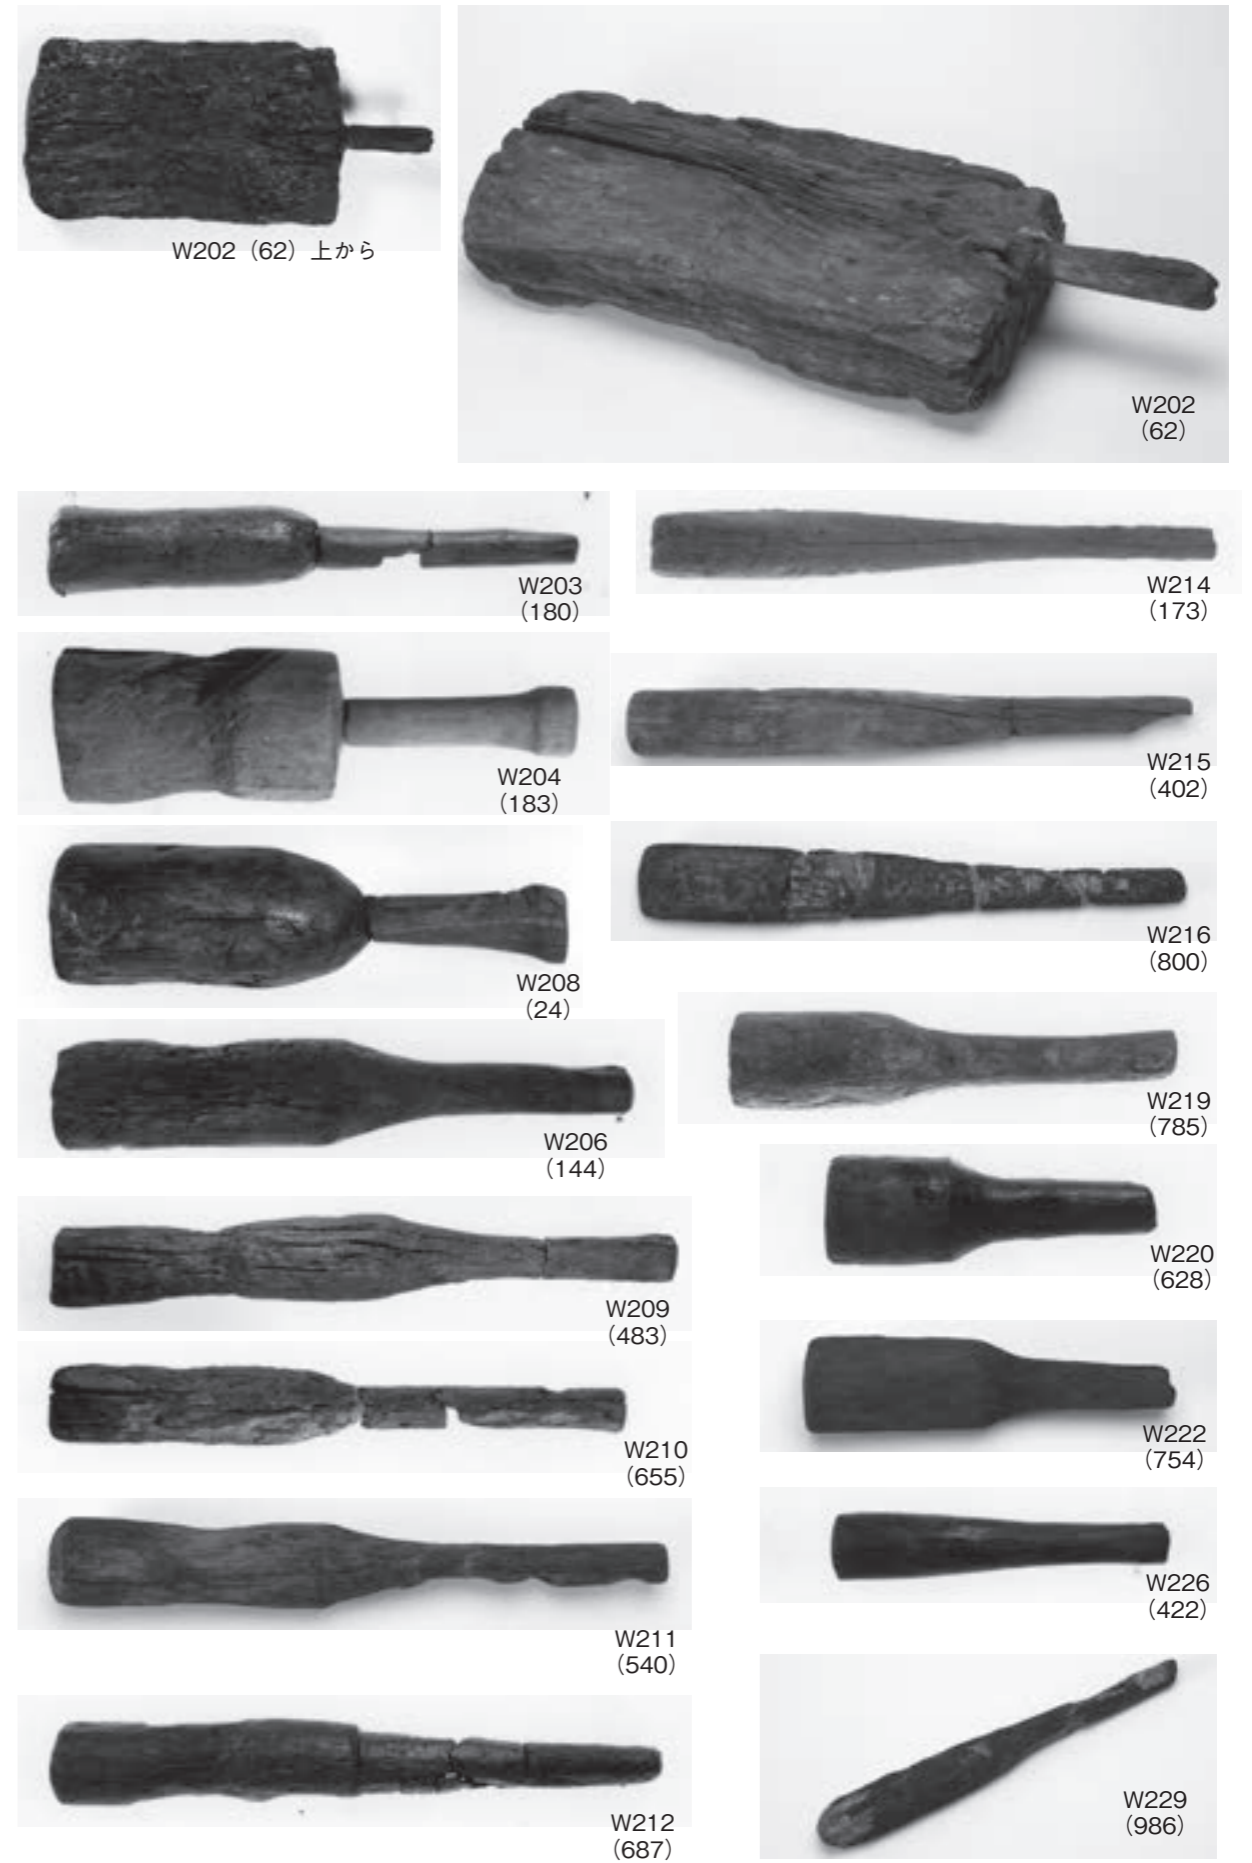 W202（62）上から
W202
（62）
W203
（180）
W204
（183）
W208
（24）
W206
（144）
W209
（483）
W210
（655）
W211
（540）
W212
（687）
W214
（173）
W215
（402）
W216
（800）
W219
（785）
W220
（628）
W222
（754）
W226
（422）
W229
（986）